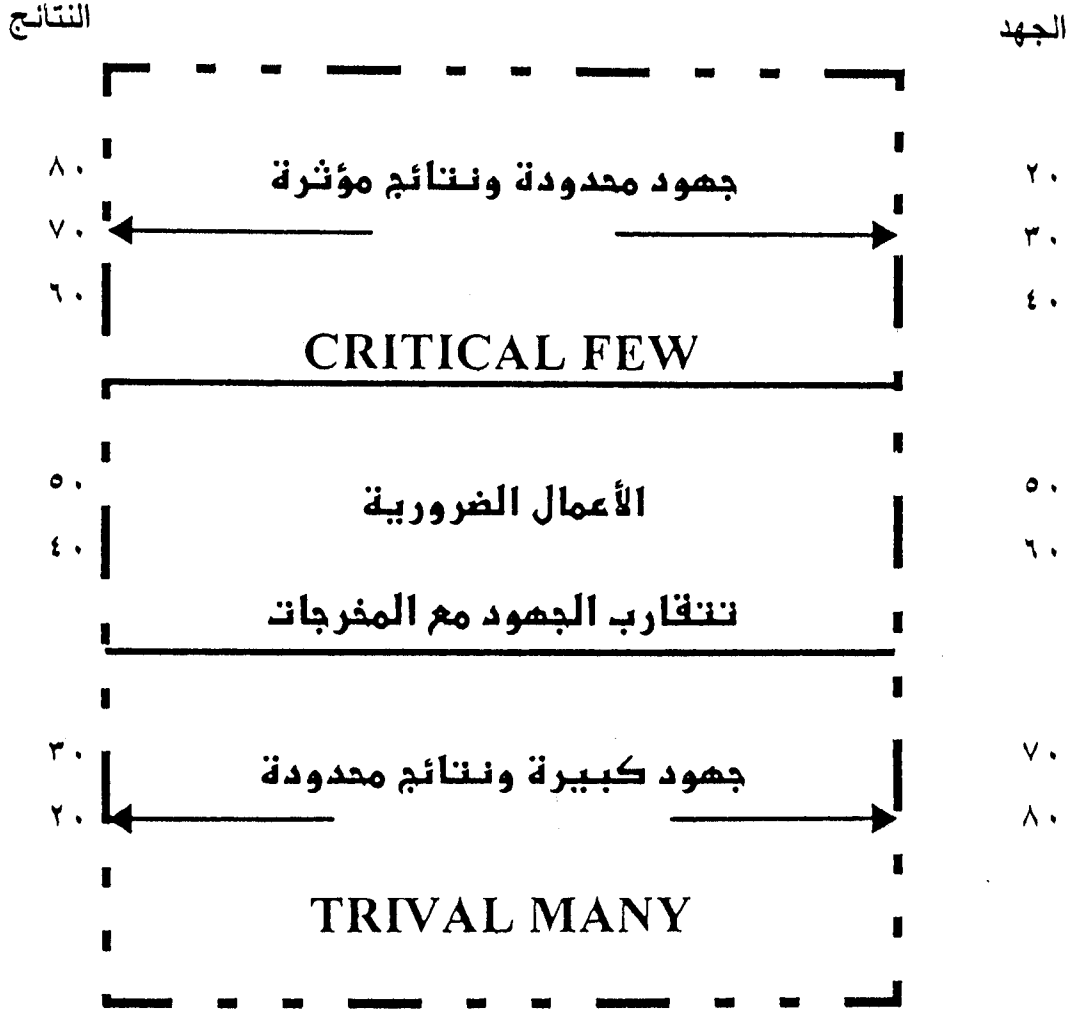 الجهد النتائج
٢٠ جهود محدودة ونتائج مؤثرة ٨٠
٣٠ ٧٠
٤٠ ٦٠
CRITICAL FEW
٥٠ الأعمال الضرورية ٥٠
٦٠ ٤٠
تتقارب الجهود مع المخرجات
٧٠ جهود كبيرة ونتائج محدودة ٣٠
٨٠ ٢٠
TRIVAL MANY